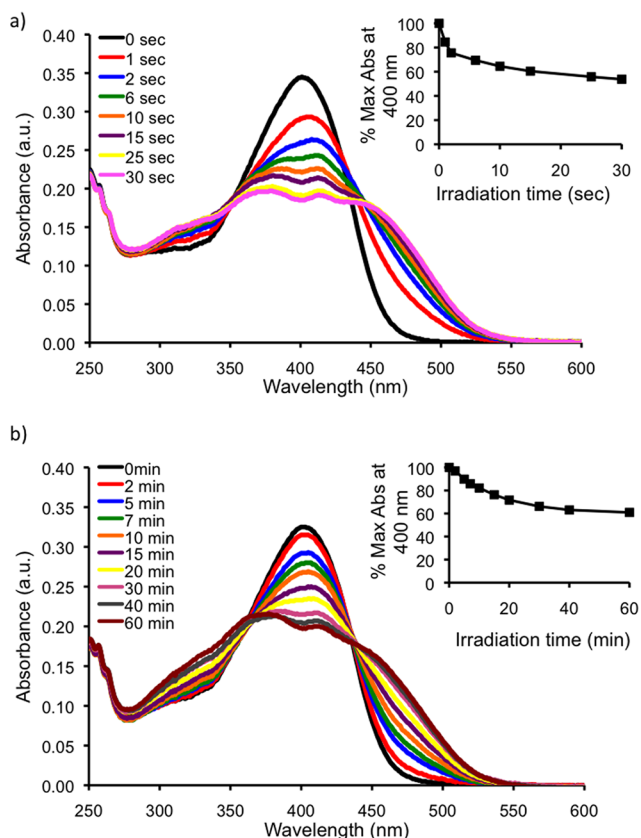 a)
0 sec
1 sec
2 sec
6 sec
10 sec
15 sec
25 sec
30 sec
% Max Abs at
400 nm
100
80
60
40
20
0
0 10 20 30
Irradiation time (sec)
Absorbance (a.u.)
0.40
0.35
0.30
0.25
0.20
0.15
0.10
0.05
0.00
250 300 350 400 450 500 550 600
Wavelength (nm)
b)
0min
2 min
5 min
7 min
10 min
15 min
20 min
30 min
40 min
60 min
% Max Abs at
400 nm
100
80
60
40
20
0
0 20 40 60
Irradiation time (min)
Absorbance (a.u.)
0.40
0.35
0.30
0.25
0.20
0.15
0.10
0.05
0.00
250 300 350 400 450 500 550 600
Wavelength (nm)